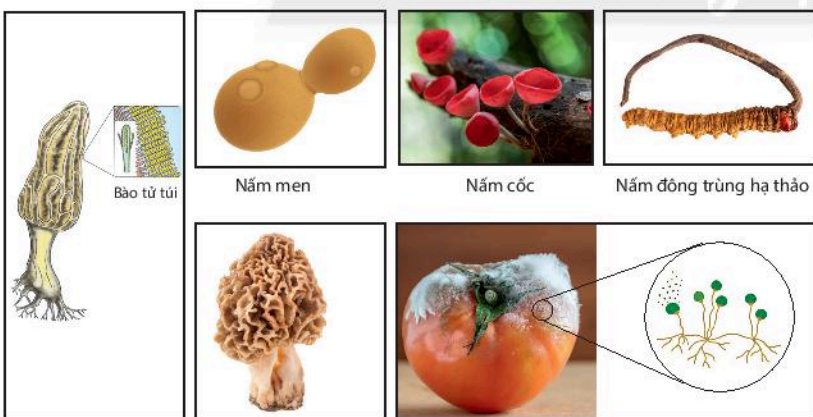 Bào tử túi
Nấm men
Nấm cốc
Nấm đông trùng hạ thảo